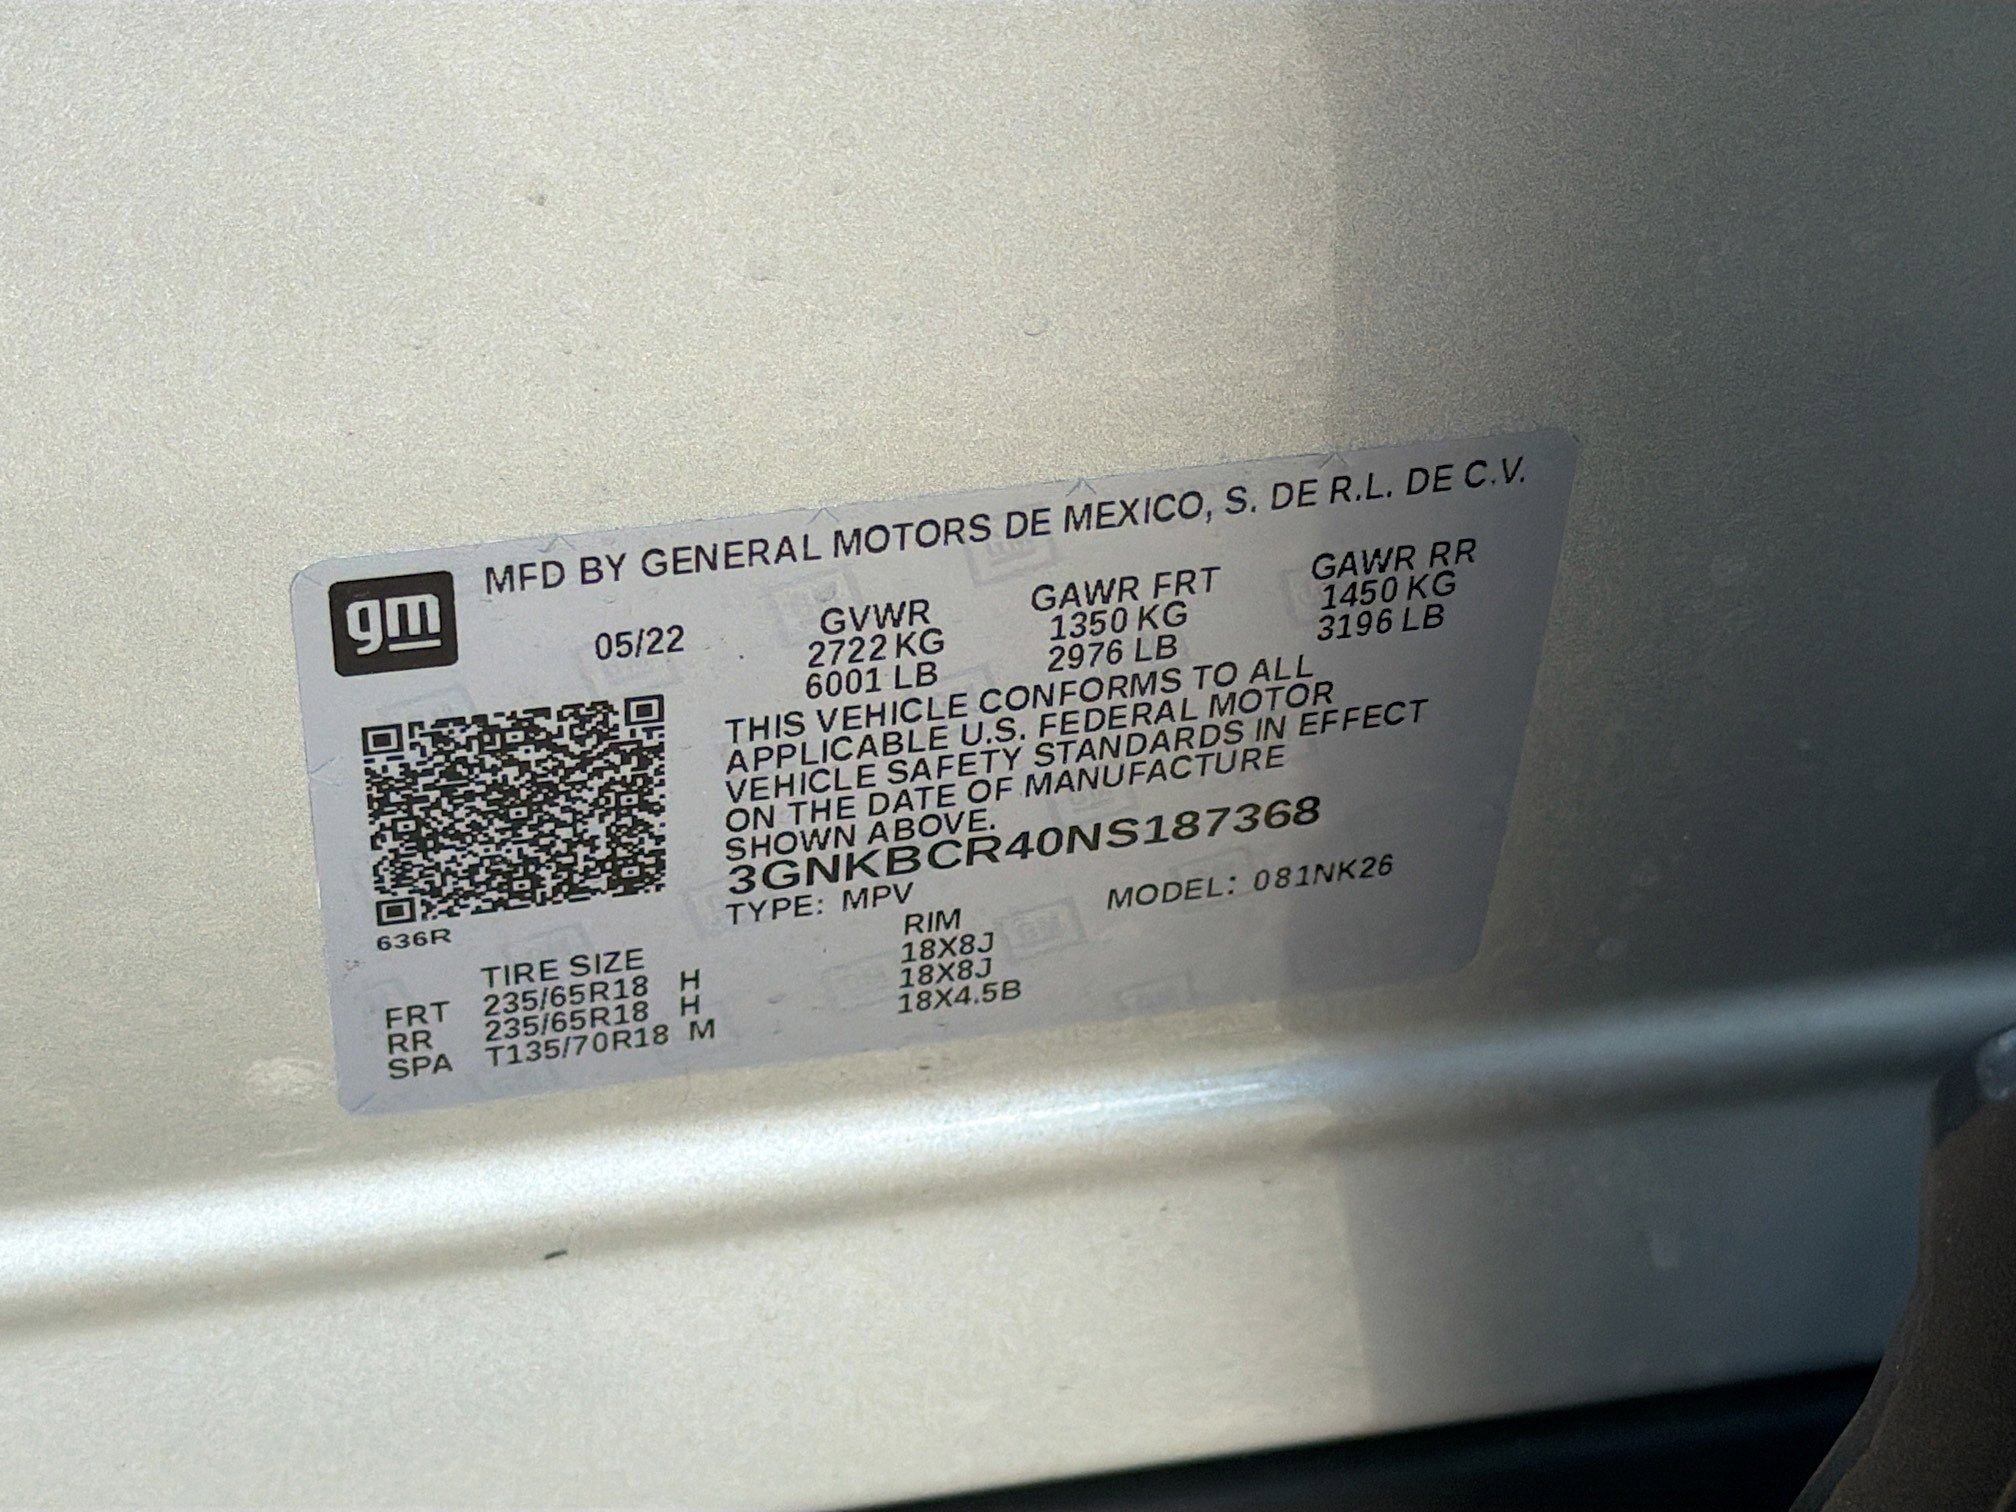 MFD BY GENERAL MOTORS DE MEXICO, S. DE R.L. DE C.V.
gm
05/22
GVWR GAWR FRT GAWR RR
2722 KG 1350 KG 1450 KG
6001 LB 2976 LB 3196 LB
THIS VEHICLE CONFORMS TO ALL
APPLICABLE U.S. FEDERAL MOTOR
VEHICLE SAFETY STANDARDS IN EFFECT
ON THE DATE OF MANUFACTURE
SHOWN ABOVE.
3GNKBCR40NS187368
TYPE: MPV MODEL: 081NK26
636R
TIRE SIZE RIM
FRT 235/65R18 H 18X8J
RR 235/65R18 H 18X8J
SPA T135/70R18 M 18X4.5B